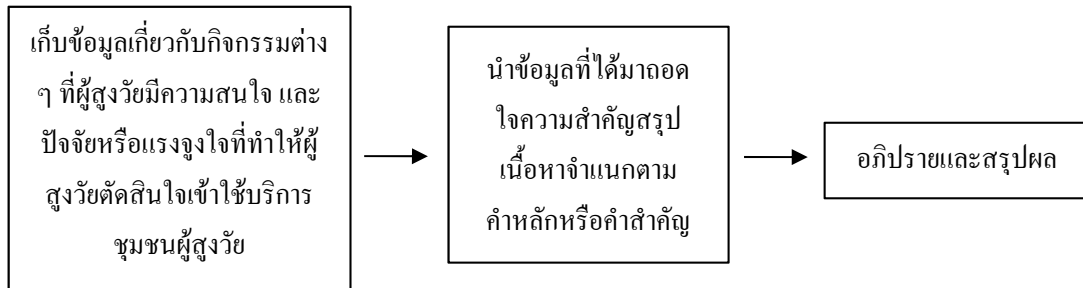 เก็บข้อมูลเกี่ยวกับกิจกรรมต่าง
ๆ ที่ผู้สูงวัยมีความสนใจ และ
ปัจจัยหรือแรงจูงใจที่ทำให้ผู้
สูงวัยตัดสินใจเข้าใช้บริการ
ชุมชนผู้สูงวัย
นำข้อมูลที่ได้มาถอด
ใจความสำคัญสรุป
เนื้อหาจำแนกตาม
คำหลักหรือคำสำคัญ
อภิปรายและสรุปผล